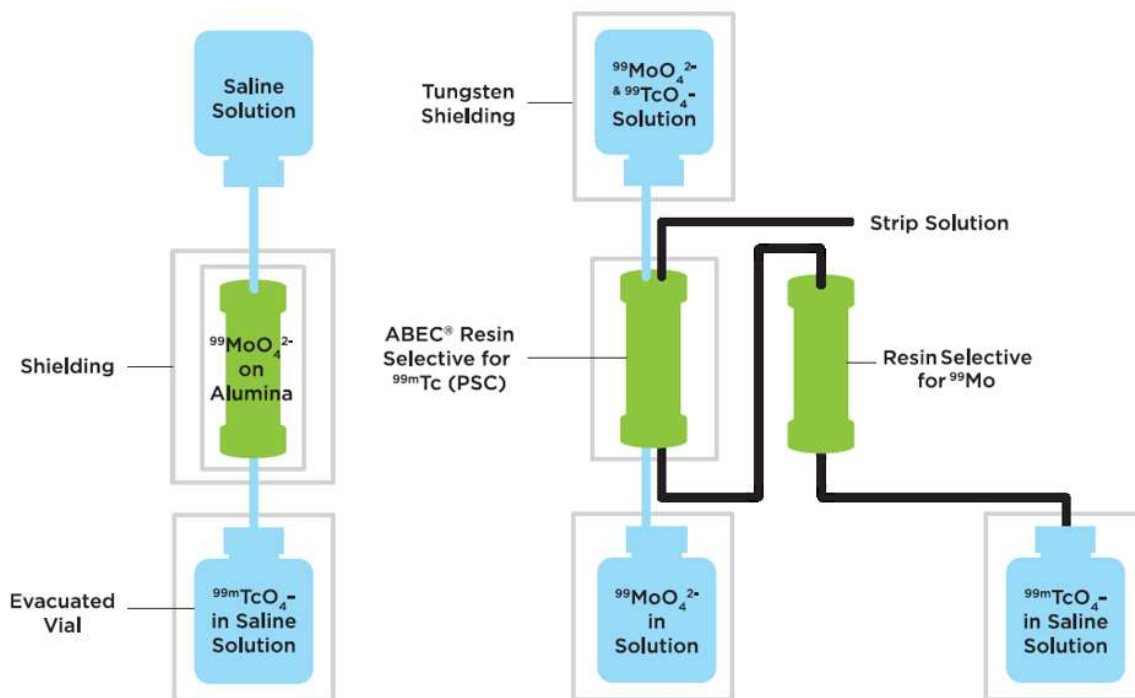 Saline
Solution
Shielding
⁹⁹MoO₄²⁻
on
Alumina
Evacuated
Vial
⁹⁹ᵐTcO₄⁻
in Saline
Solution
Tungsten
Shielding
⁹⁹MoO₄²⁻
& ⁹⁹TcO₄⁻
Solution
Strip Solution
ABEC® Resin
Selective for
⁹⁹ᵐTc (PSC)
Resin Selective
for ⁹⁹Mo
⁹⁹MoO₄²⁻
in
Solution
⁹⁹ᵐTcO₄⁻
in Saline
Solution